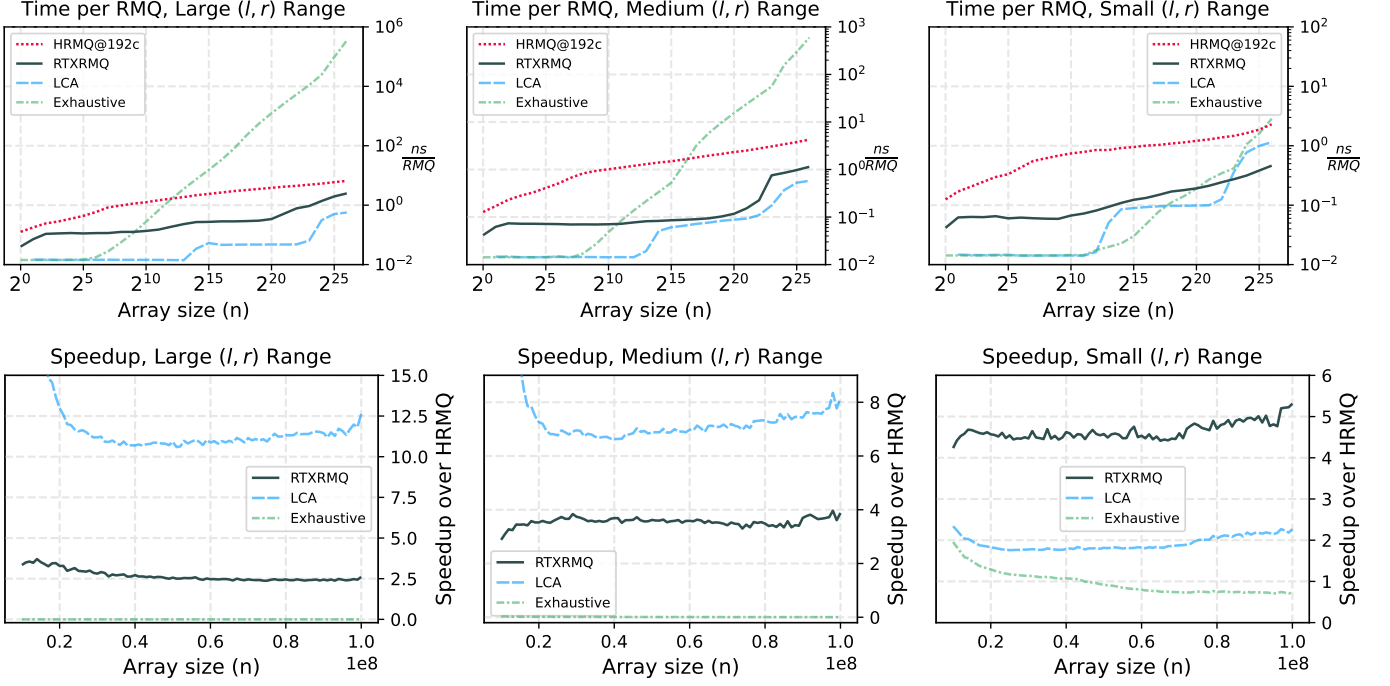 Time per RMQ, Large (l, r) Range
HRMQ@192c
RTXRMQ
LCA
Exhaustive
10^6
10^4
10^2
10^0
10^−2
ns/RMQ
2^0 2^5 2^10 2^15 2^20 2^25
Array size (n)
Time per RMQ, Medium (l, r) Range
HRMQ@192c
RTXRMQ
LCA
Exhaustive
10^3
10^2
10^1
10^0
10^−1
10^−2
ns/RMQ
2^0 2^5 2^10 2^15 2^20 2^25
Array size (n)
Time per RMQ, Small (l, r) Range
HRMQ@192c
RTXRMQ
LCA
Exhaustive
10^2
10^1
10^0
10^−1
10^−2
ns/RMQ
2^0 2^5 2^10 2^15 2^20 2^25
Array size (n)
Speedup, Large (l, r) Range
RTXRMQ
LCA
Exhaustive
15.0
12.5
10.0
7.5
5.0
2.5
0.0
Speedup over HRMQ
0.2 0.4 0.6 0.8 1.0
1e8
Array size (n)
Speedup, Medium (l, r) Range
RTXRMQ
LCA
Exhaustive
8
6
4
2
0
Speedup over HRMQ
0.2 0.4 0.6 0.8 1.0
1e8
Array size (n)
Speedup, Small (l, r) Range
RTXRMQ
LCA
Exhaustive
6
5
4
3
2
1
0
Speedup over HRMQ
0.2 0.4 0.6 0.8 1.0
1e8
Array size (n)